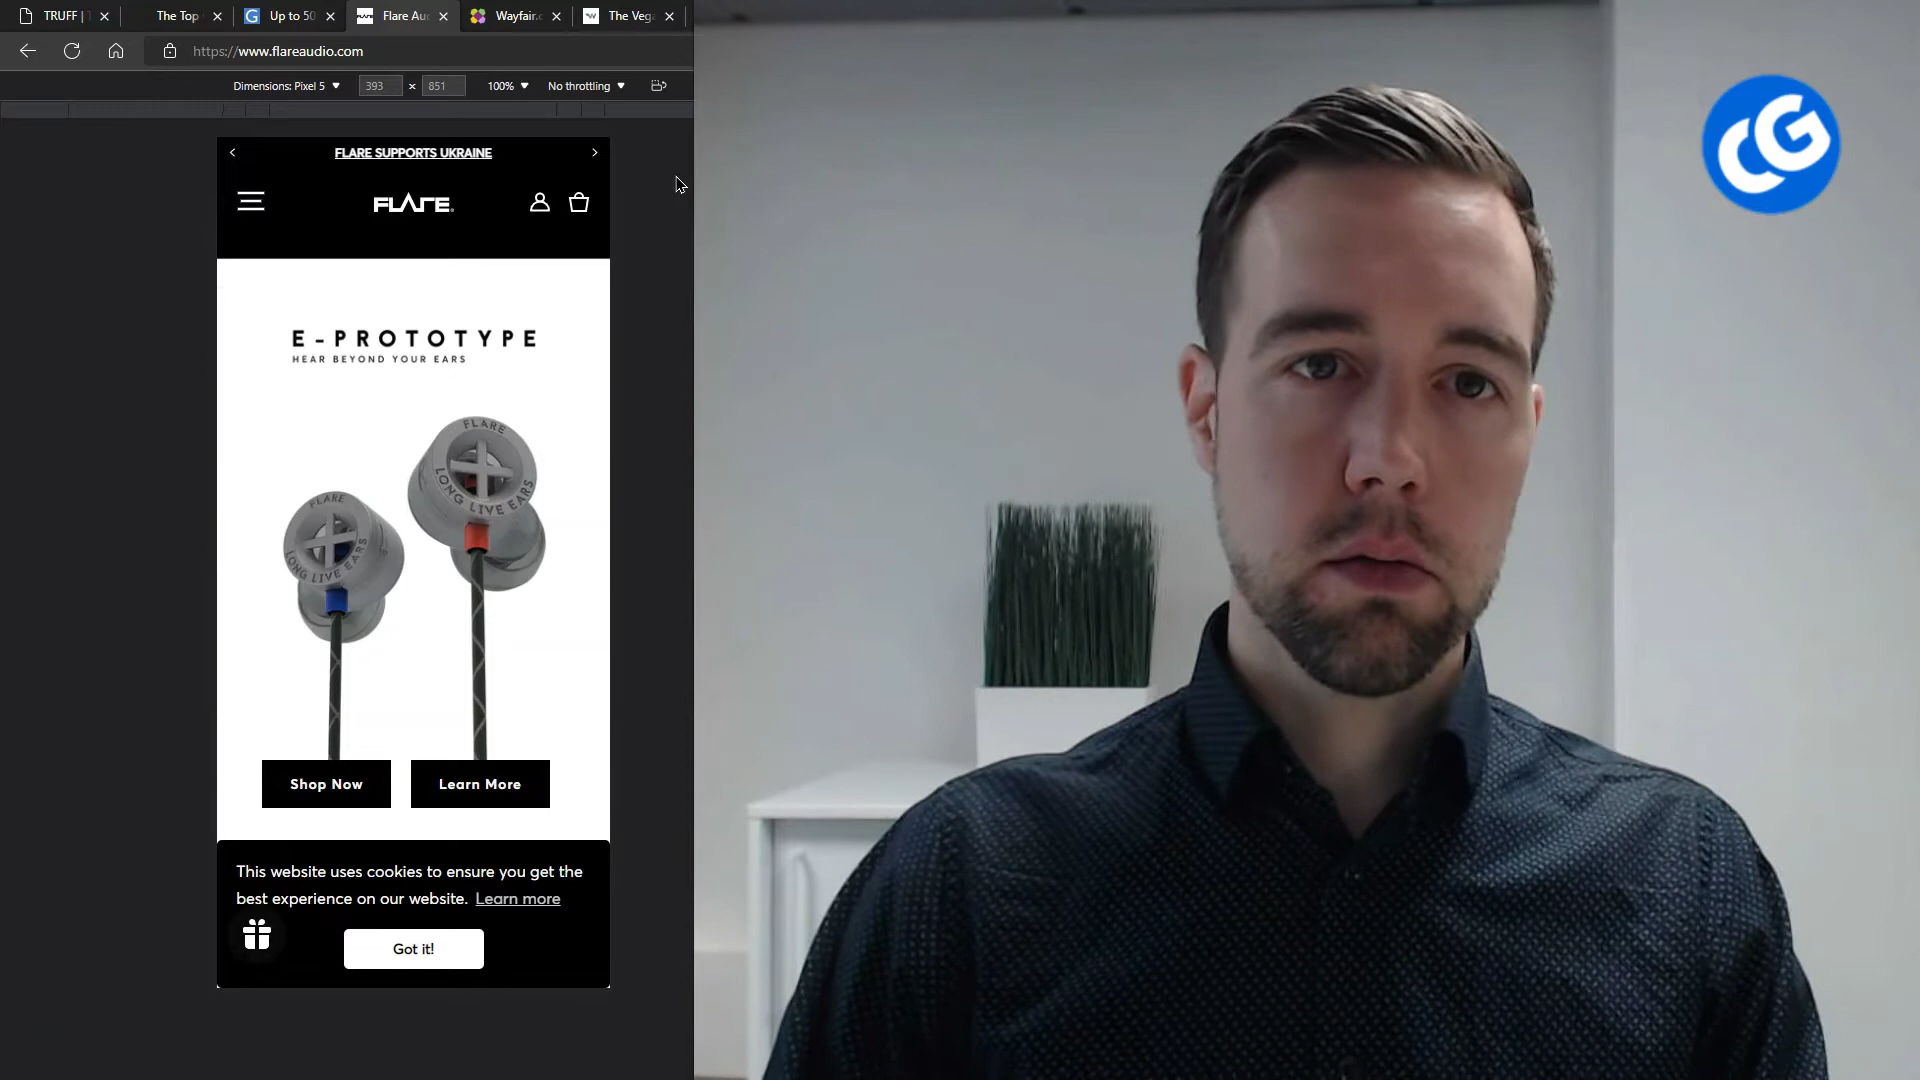 TRUFF | T
The Top
Up to 50
Flare Au
Wayfair.c
The Veg
https://www.flareaudio.com
Dimensions: Pixel 5
393 x 851
100%
No throttling
FLARE SUPPORTS UKRAINE
FLARE
E-PROTOTYPE
HEAR BEYOND YOUR EARS
FLARE
LONG LIVE EARS
FLARE
LONG LIVE EARS
Shop Now
Learn More
This website uses cookies to ensure you get the
best experience on our website. Learn more
Got it!
CG